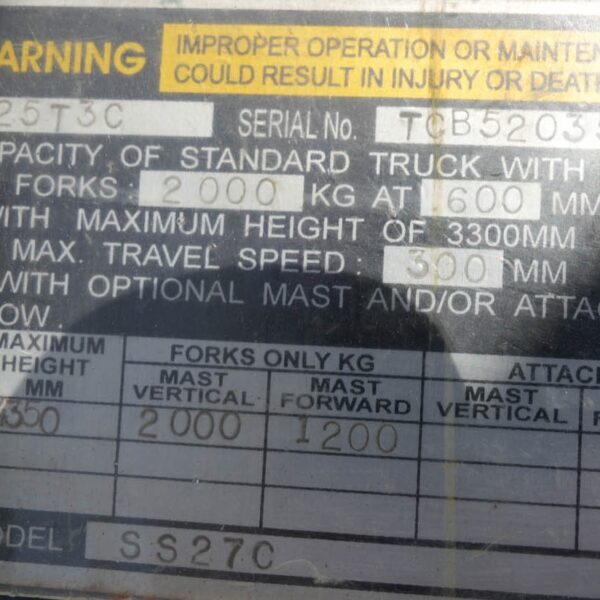 ARNING
IMPROPER OPERATION OR MAINTEN
COULD RESULT IN INJURY OR DEATH
25T3C SERIAL No. TCB5203
PACITY OF STANDARD TRUCK WITH
FORKS : 2000 KG AT 600 MM
WITH MAXIMUM HEIGHT OF 3300MM
MAX. TRAVEL SPEED : 300 MM
WITH OPTIONAL MAST AND/OR ATTAC
OW.
MAXIMUM HEIGHT MM
FORKS ONLY KG
ATTAC
MAST VERTICAL
MAST FORWARD
MAST VERTICAL
350 2000 1200
ODEL SS27C